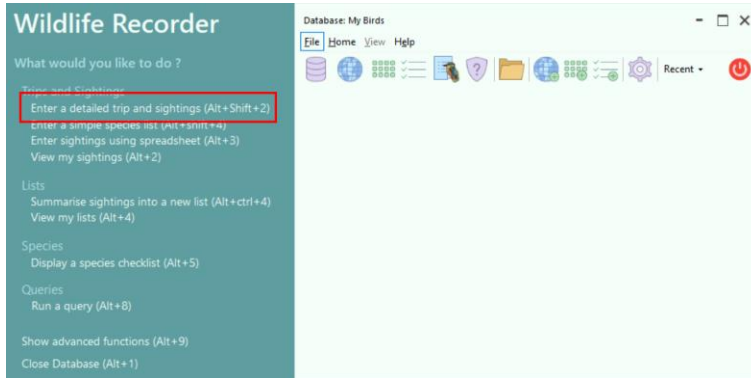 Wildlife Recorder
What would you like to do ?
Trips and Sightings
Enter a detailed trip and sightings (Alt+Shift+2)
Enter a simple species list (Alt+shift+4)
Enter sightings using spreadsheet (Alt+3)
View my sightings (Alt+2)
Lists
Summarise sightings into a new list (Alt+ctrl+4)
View my lists (Alt+4)
Species
Display a species checklist (Alt+5)
Queries
Run a query (Alt+8)
Show advanced functions (Alt+9)
Close Database (Alt+1)
Database: My Birds
File Home View Help
Recent